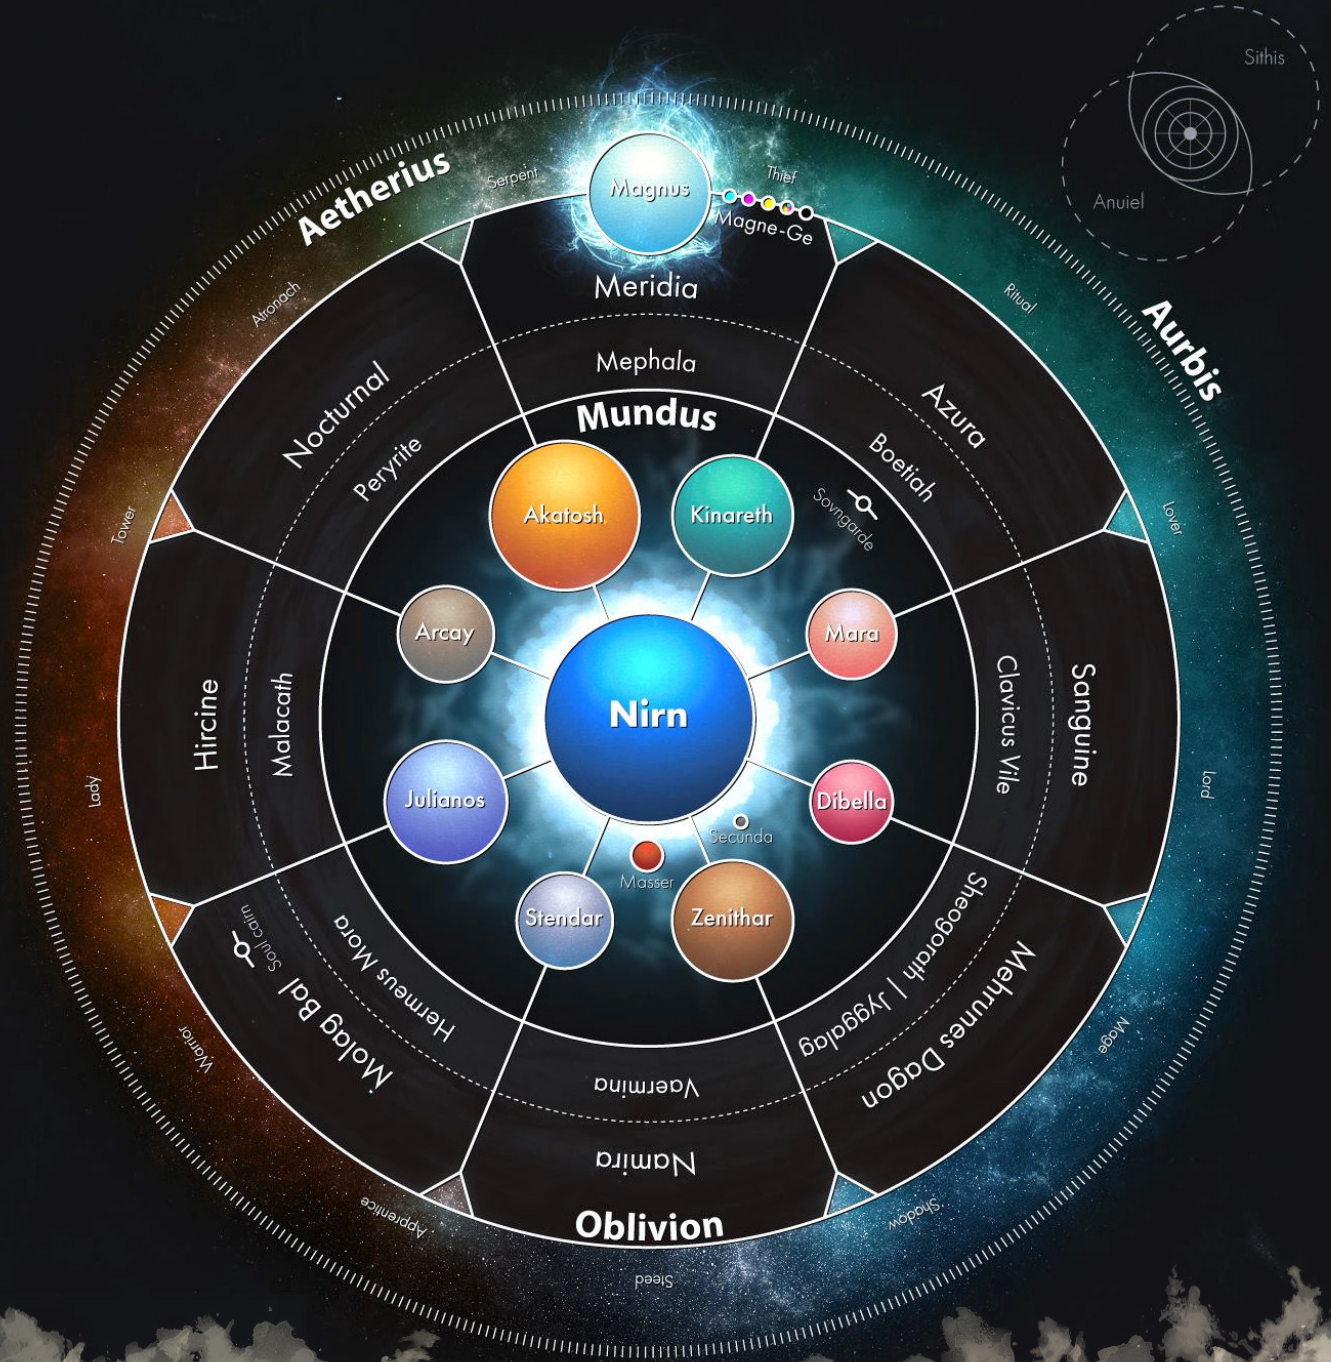 Sithis
Anuiel
Aetherius
Serpent
Magnus
Thief
Magne-Ge
Aurbis
Atronach
Meridia
Ritual
Mephala
Nocturnal
Azura
Mundus
Peryrite
Boetiah
Akatosh
Kinareth
Sovngarde
Tower
Lover
Arcay
Mara
Nirn
Hircine
Malacath
Clavicus Vile
Sanguine
Lady
Lord
Julianos
Dibella
Secunda
Masser
Stendar
Zenithar
Soul cairn
Hermeus Mora
Sheogorath | Jyggalag
Molag Bal
Mehrunes Dagon
Warrior
Mage
Vaermina
Namira
Apprentice
Shadow
Oblivion
Steed